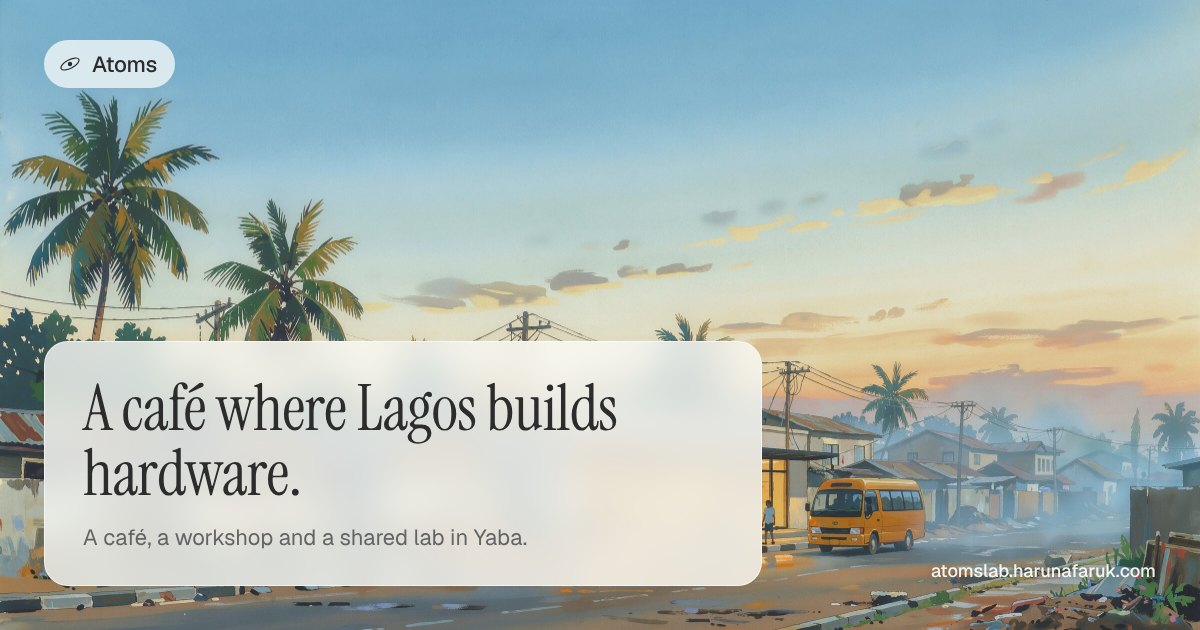 Atoms
A café where Lagos builds
hardware.
A café, a workshop and a shared lab in Yaba.
atomslab.harunafaruk.com